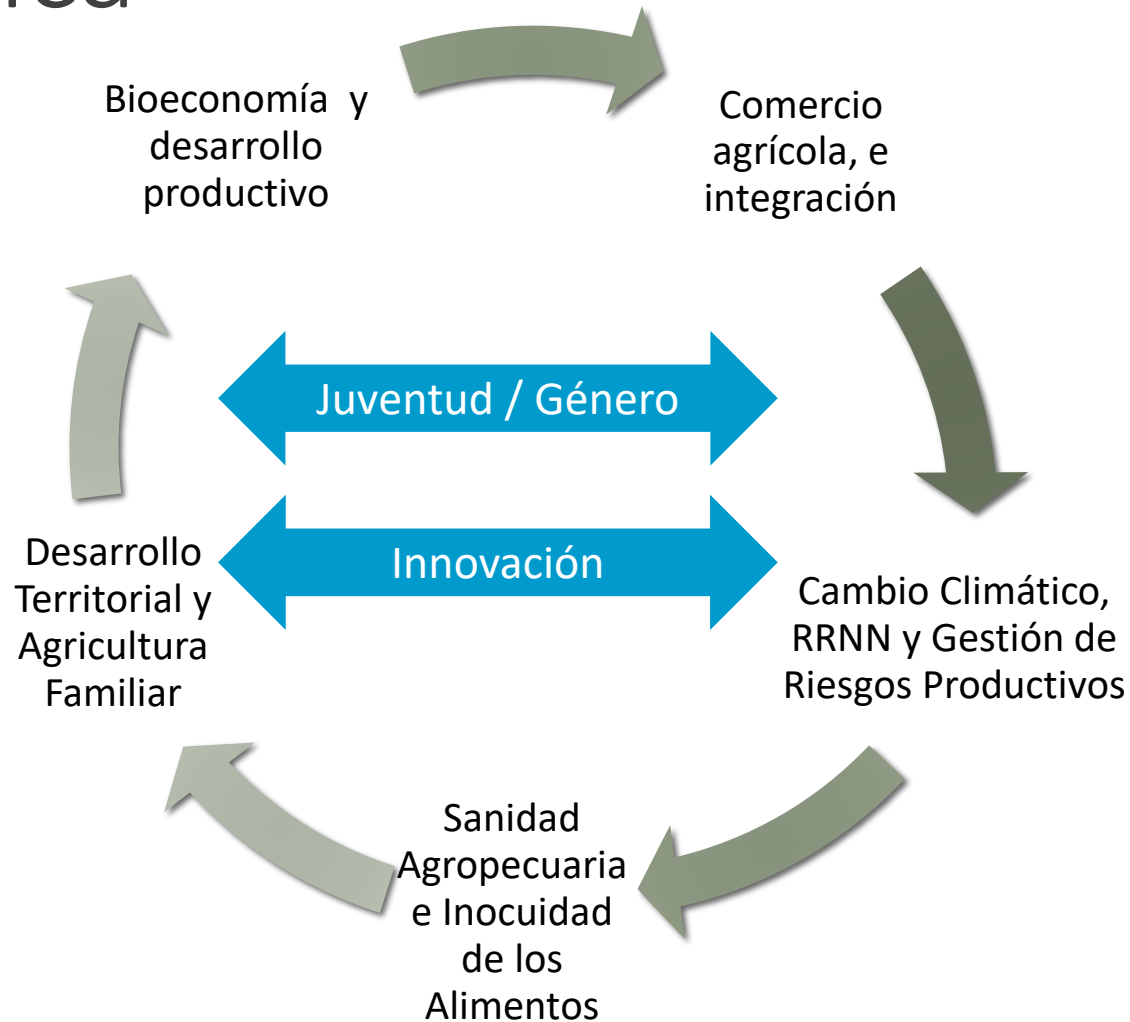 Bioeconomía y
desarrollo
productivo
Comercio
agrícola, e
integración
Juventud / Género
Innovación
Desarrollo
Territorial y
Agricultura
Familiar
Cambio Climático,
RRNN y Gestión de
Riesgos Productivos
Sanidad
Agropecuaria
e Inocuidad
de los
Alimentos